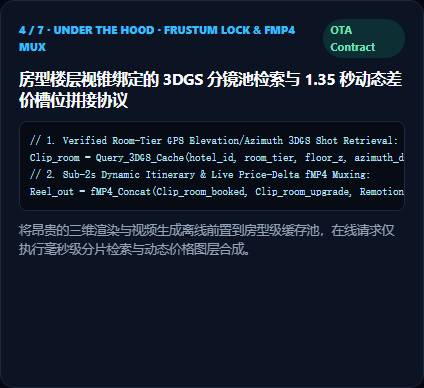 4 / 7 · UNDER THE HOOD · FRUSTUM LOCK & FMP4
MUX
OTA
Contract
房型楼层视锥绑定的 3DGS 分镜池检索与 1.35 秒动态差
价槽位拼接协议
// 1. Verified Room-Tier GPS Elevation/Azimuth 3DGS Shot Retrieval:
Clip_room = Query_3DGS_Cache(hotel_id, room_tier, floor_z, azimuth_d
// 2. Sub-2s Dynamic Itinerary & Live Price-Delta fMP4 Muxing:
Reel_out = fMP4_Concat(Clip_room_booked, Clip_room_upgrade, Remotion
将昂贵的三维渲染与视频生成离线前置到房型级缓存池，在线请求仅
执行毫秒级分片检索与动态价格图层合成。